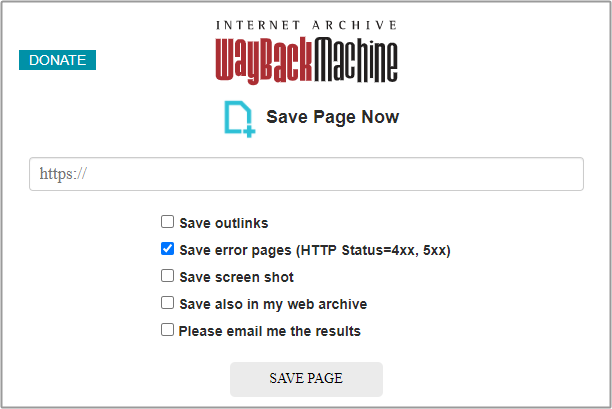 INTERNET ARCHIVE
WayBackMachine
DONATE
Save Page Now
https://
Save outlinks
Save error pages (HTTP Status=4xx, 5xx)
Save screen shot
Save also in my web archive
Please email me the results
SAVE PAGE